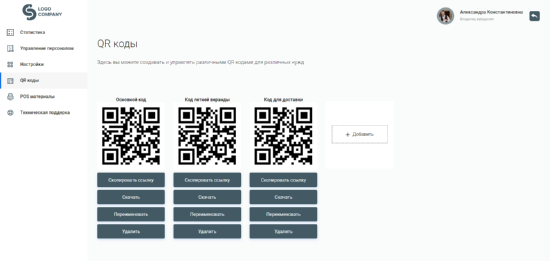 LOGO
COMPANY
Александра Константиновна
Владелец заведения
Статистика
Управление персоналом
Настройки
QR коды
POS материалы
Техническая поддержка
QR коды
Здесь вы можете создавать и управлять различными QR кодами для различных нужд
Основной код
Код летней веранды
Код для доставки
+ Добавить
Скопировать ссылку
Скопировать ссылку
Скопировать ссылку
Скачать
Скачать
Скачать
Переименовать
Переименовать
Переименовать
Удалить
Удалить
Удалить